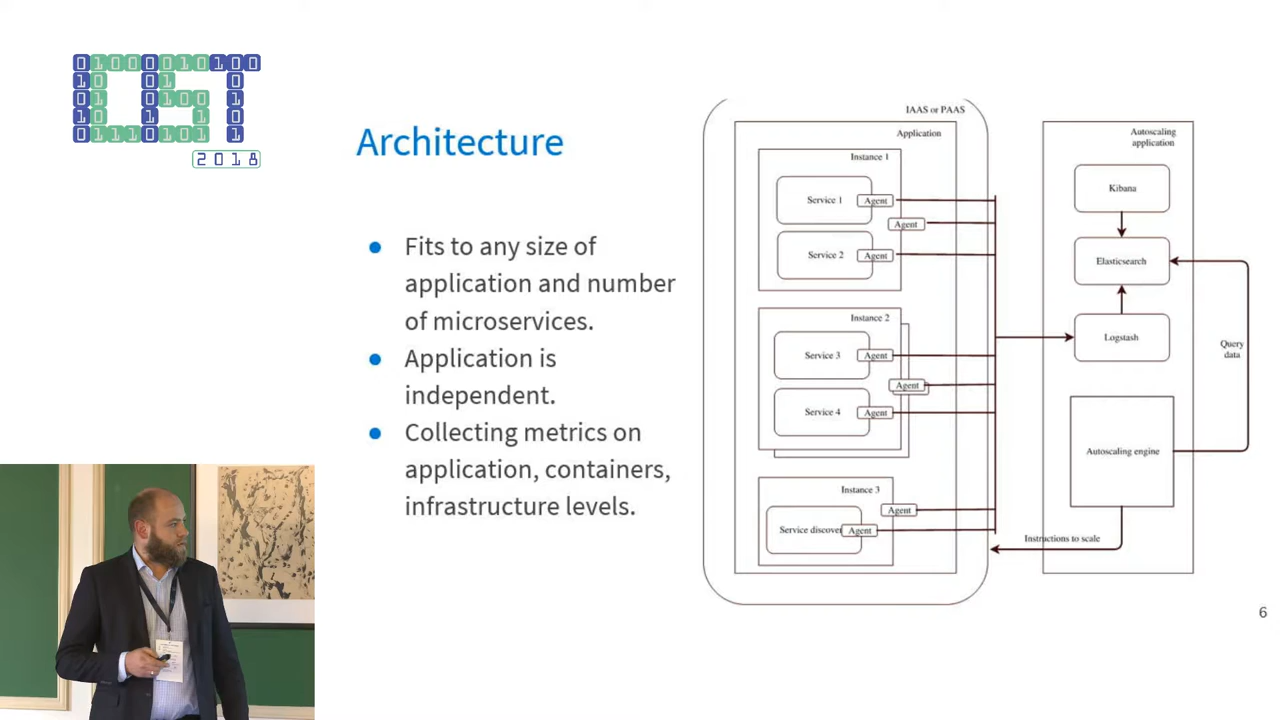 0100001010100
2018
Architecture
● Fits to any size of
application and number
of microservices.
● Application is
independent.
● Collecting metrics on
application, containers,
infrastructure levels.
IAAS or PAAS
Application
Instance 1
Service 1
Agent
Agent
Service 2
Agent
Instance 2
Service 3
Agent
Agent
Service 4
Agent
Instance 3
Agent
Service discover
Agent
Autoscaling
application
Kibana
Elasticsearch
Logstash
Query
data
Autoscaling engine
Instructions to scale
6